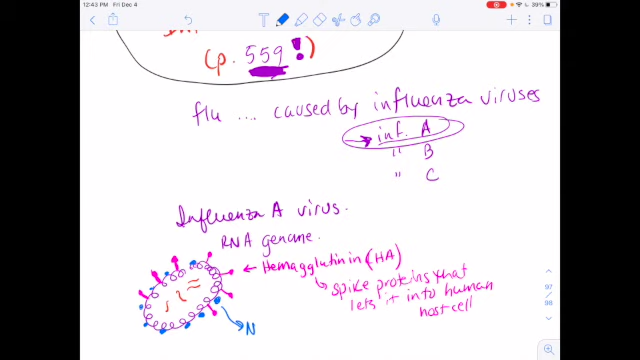 12:43 PM Fri Dec 4
39%
(p. 559!)
flu .... caused by influenza viruses
inf. A
" B
" C
Influenza A virus.
RNA genome.
← Hemagglutinin (HA)
spike proteins that
lets it into human
host cell
N
97
98